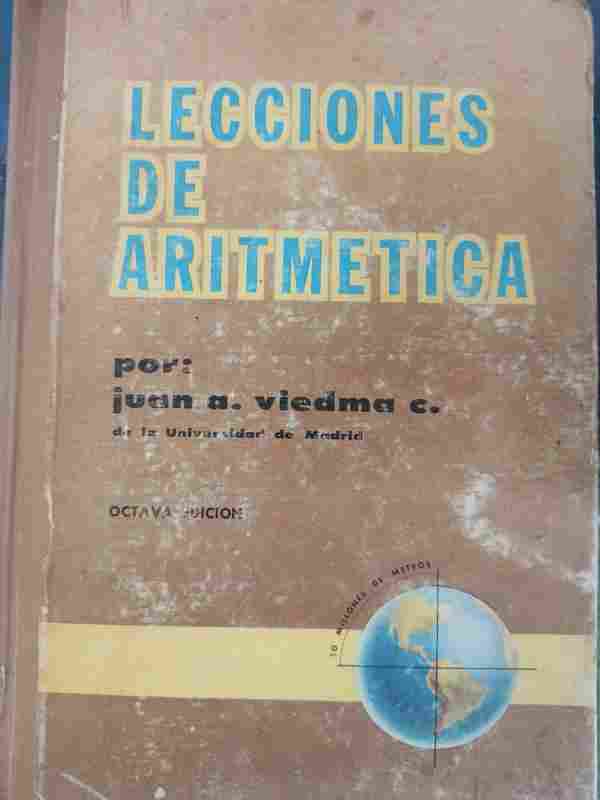 LECCIONES
DE
ARITMETICA
por:
juan a. viedma c.
de la Universidad de Madrid
OCTAVA EDICION
10 MILLONES DE METROS